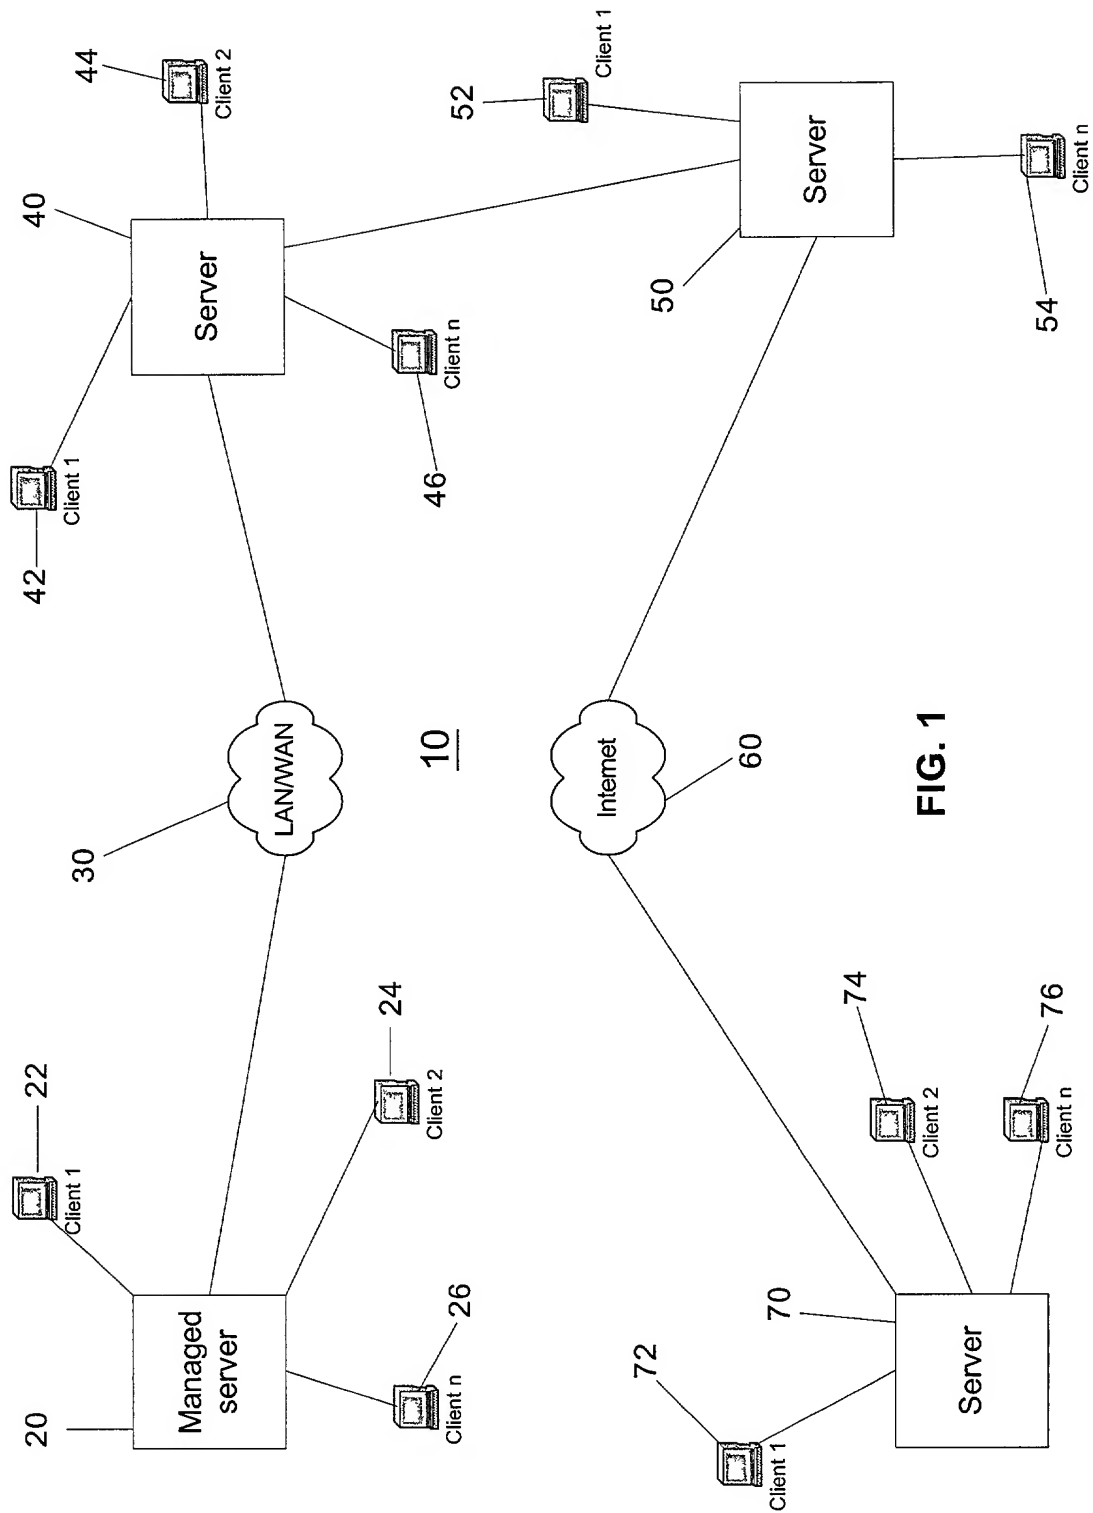 20
Managed
server
22
Client 1
24
Client 2
26
Client n
30
LAN/WAN
40
Server
42
Client 1
44
Client 2
46
Client n
10
50
Server
52
Client 1
54
Client n
60
Internet
70
Server
72
Client 1
74
Client 2
76
Client n
FIG. 1